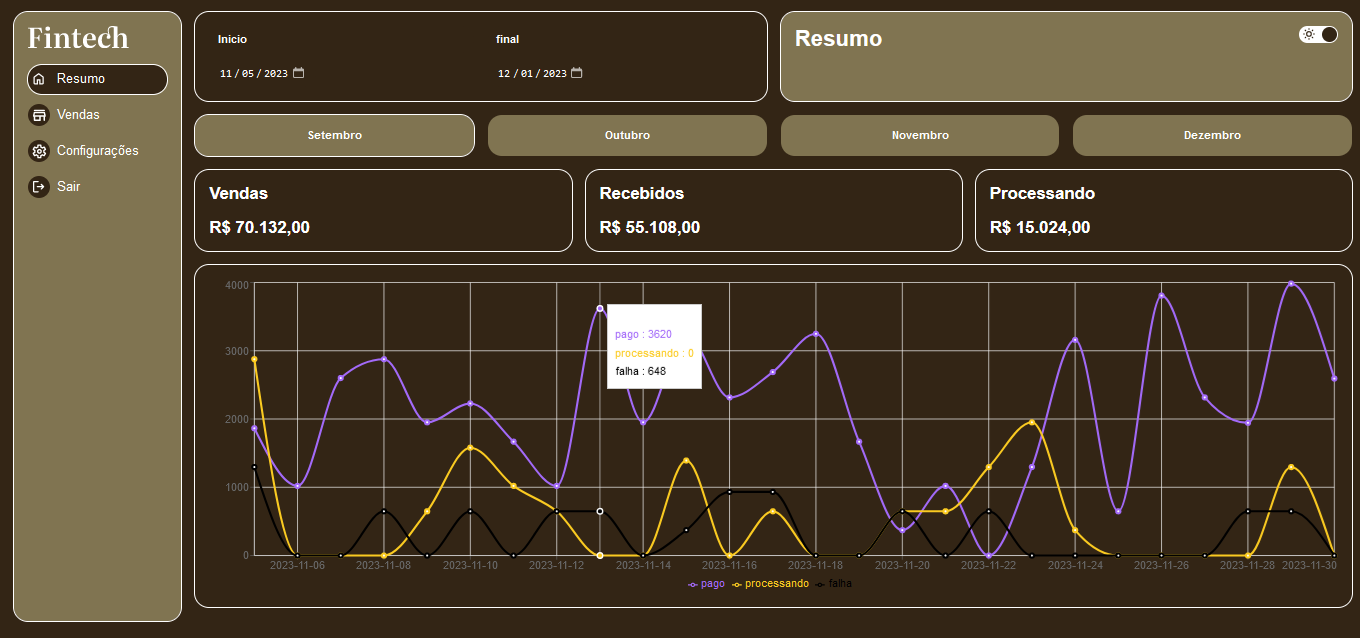 Fintech
Resumo
Vendas
Configurações
Sair
Início
final
11/05/2023
12/01/2023
Resumo
Setembro
Outubro
Novembro
Dezembro
Vendas
R$ 70.132,00
Recebidos
R$ 55.108,00
Processando
R$ 15.024,00
4000
3000
2000
1000
0
pago : 3620
processando : 0
falha : 648
2023-11-06
2023-11-08
2023-11-10
2023-11-12
2023-11-14
2023-11-16
2023-11-18
2023-11-20
2023-11-22
2023-11-24
2023-11-26
2023-11-28
2023-11-30
pago
processando
falha